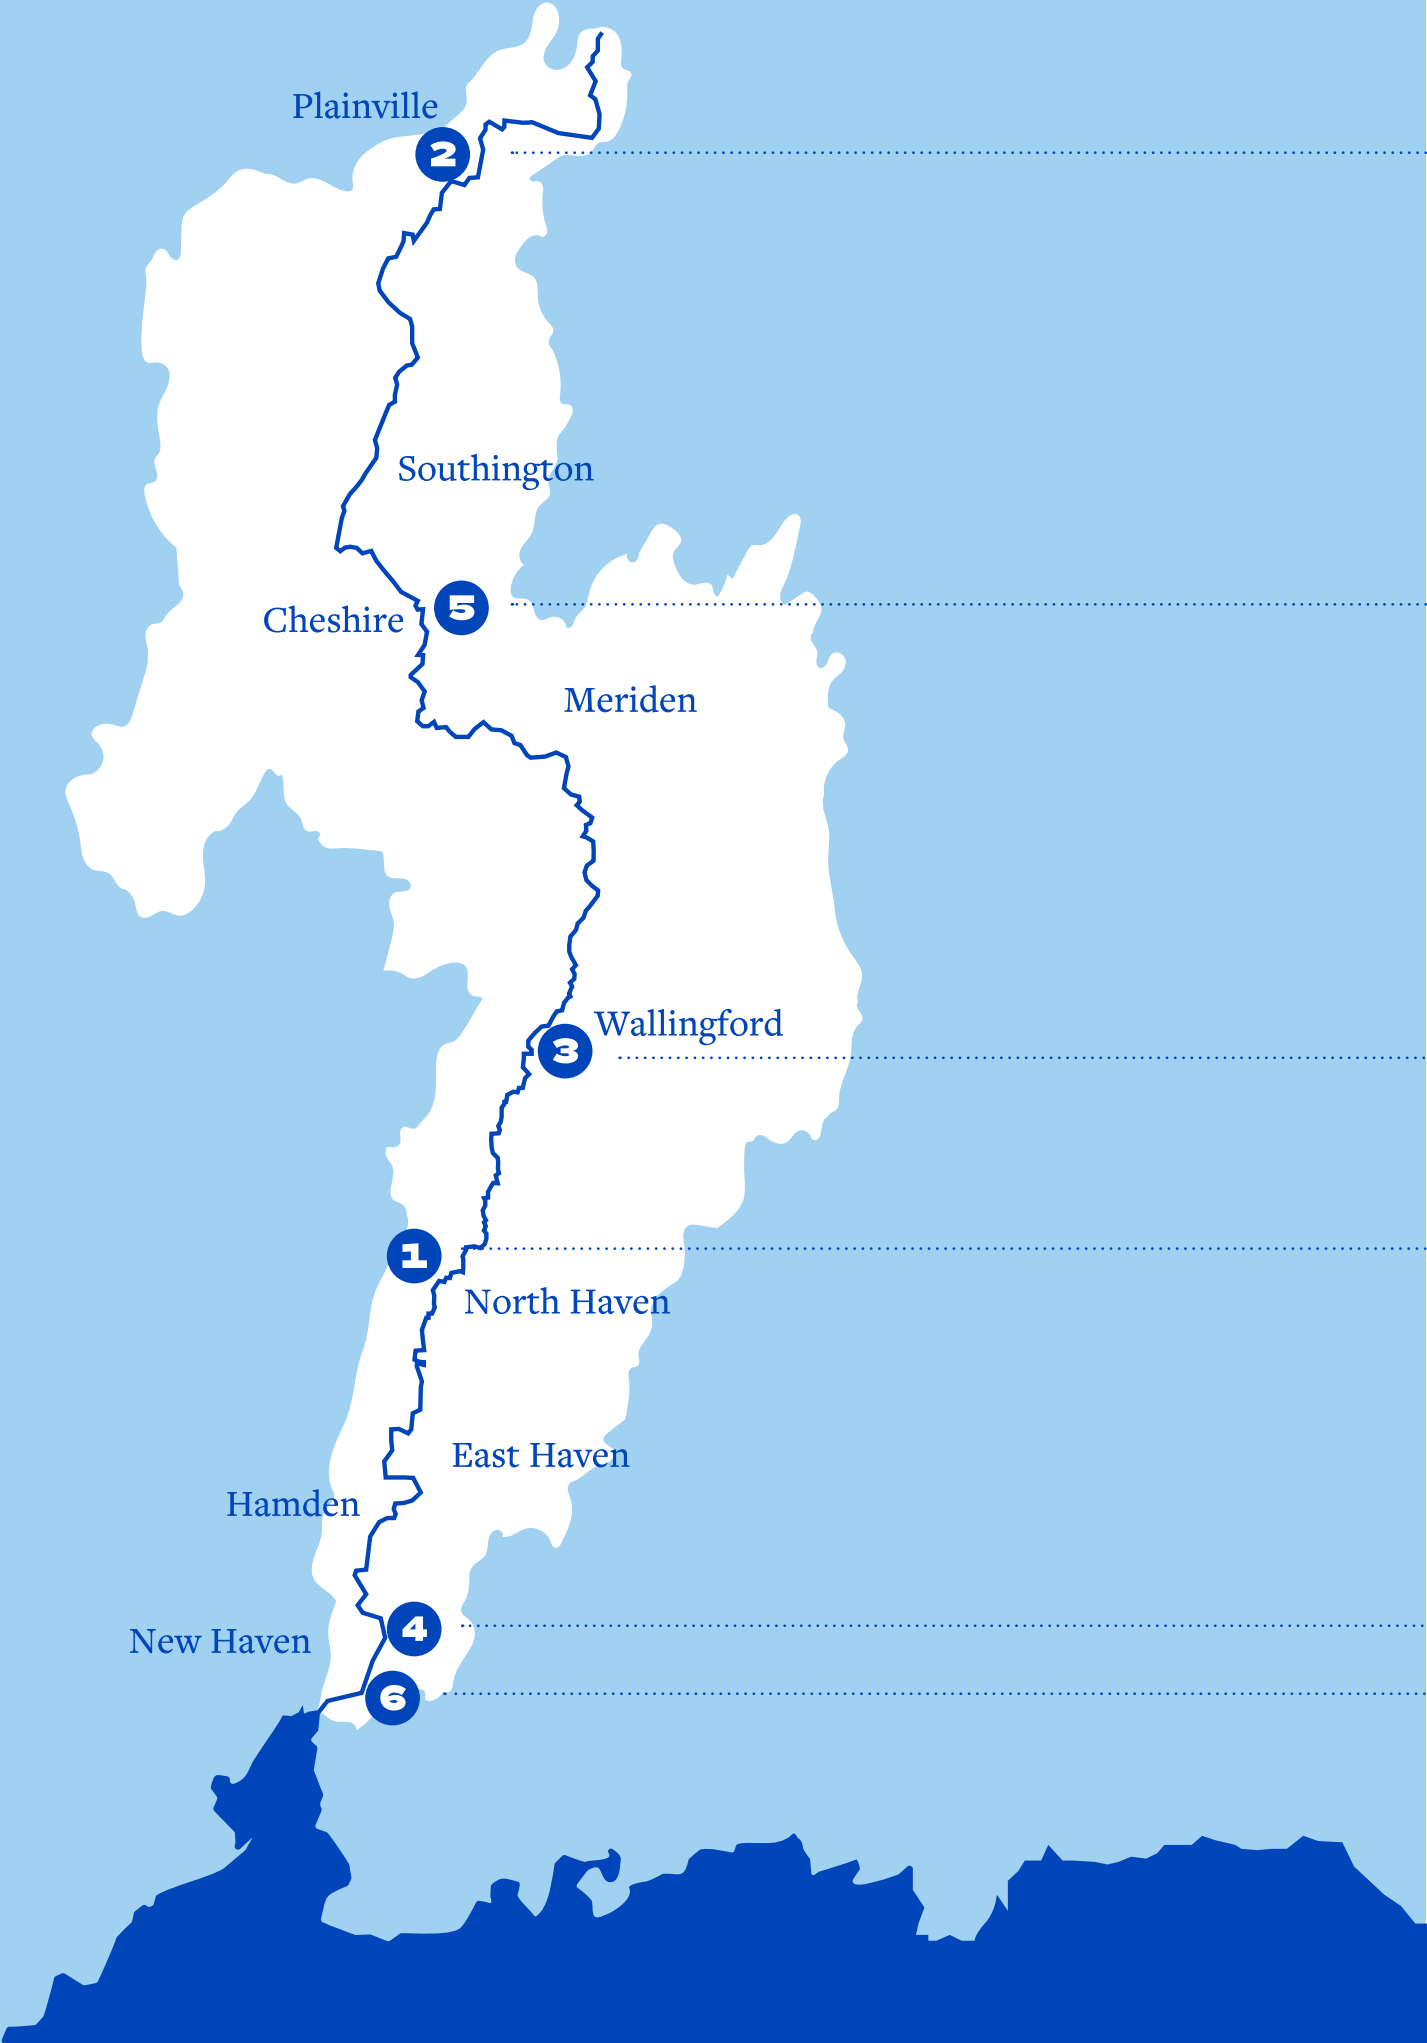 Plainville
2
Southington
5
Cheshire
Meriden
Wallingford
3
1
North Haven
East Haven
Hamden
4
New Haven
6